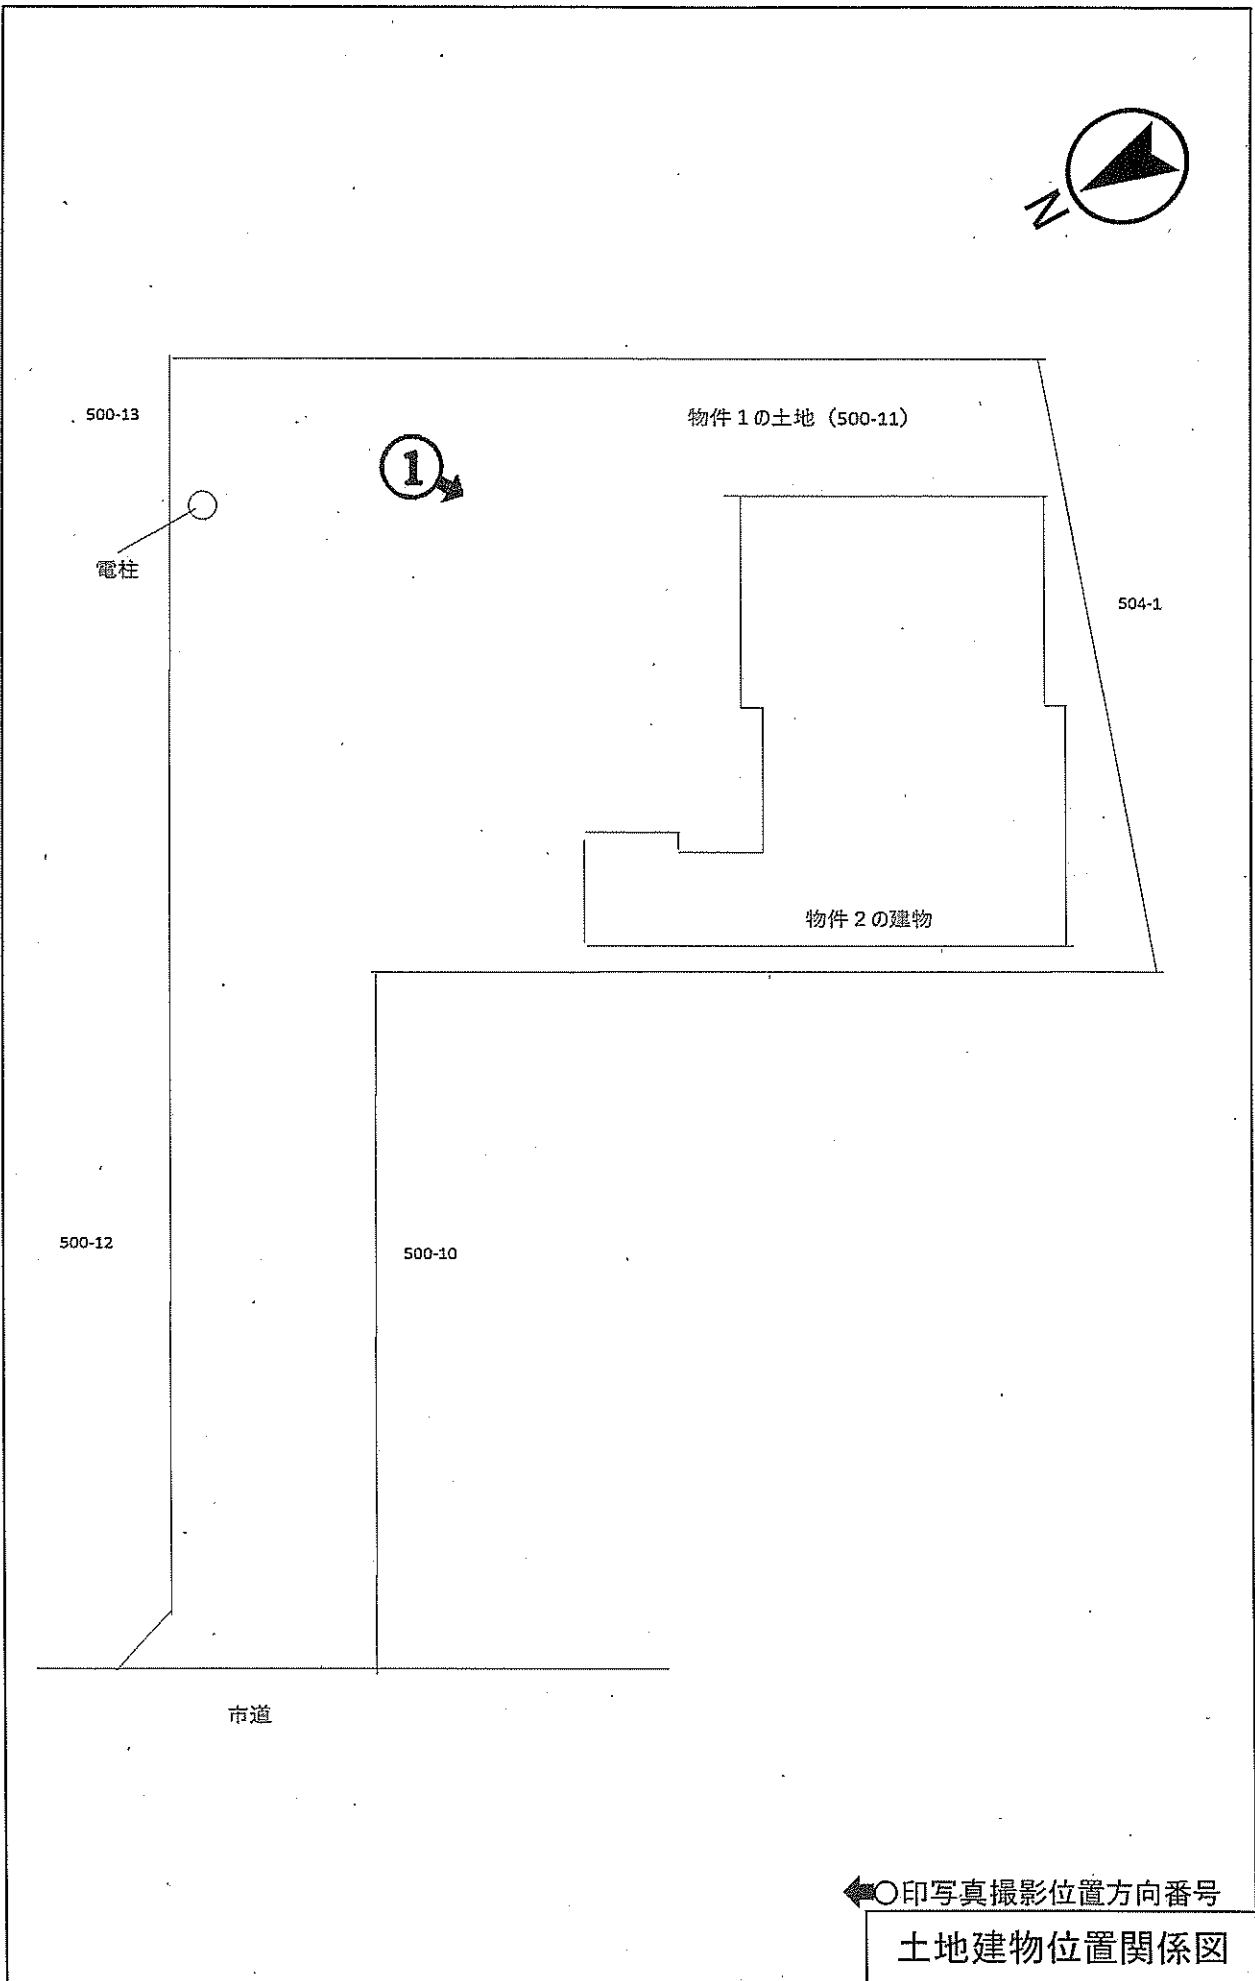 N
500-13
物件1の土地（500-11）
1
電柱
504-1
物件2の建物
500-12
500-10
市道
←○印写真撮影位置方向番号
土地建物位置関係図